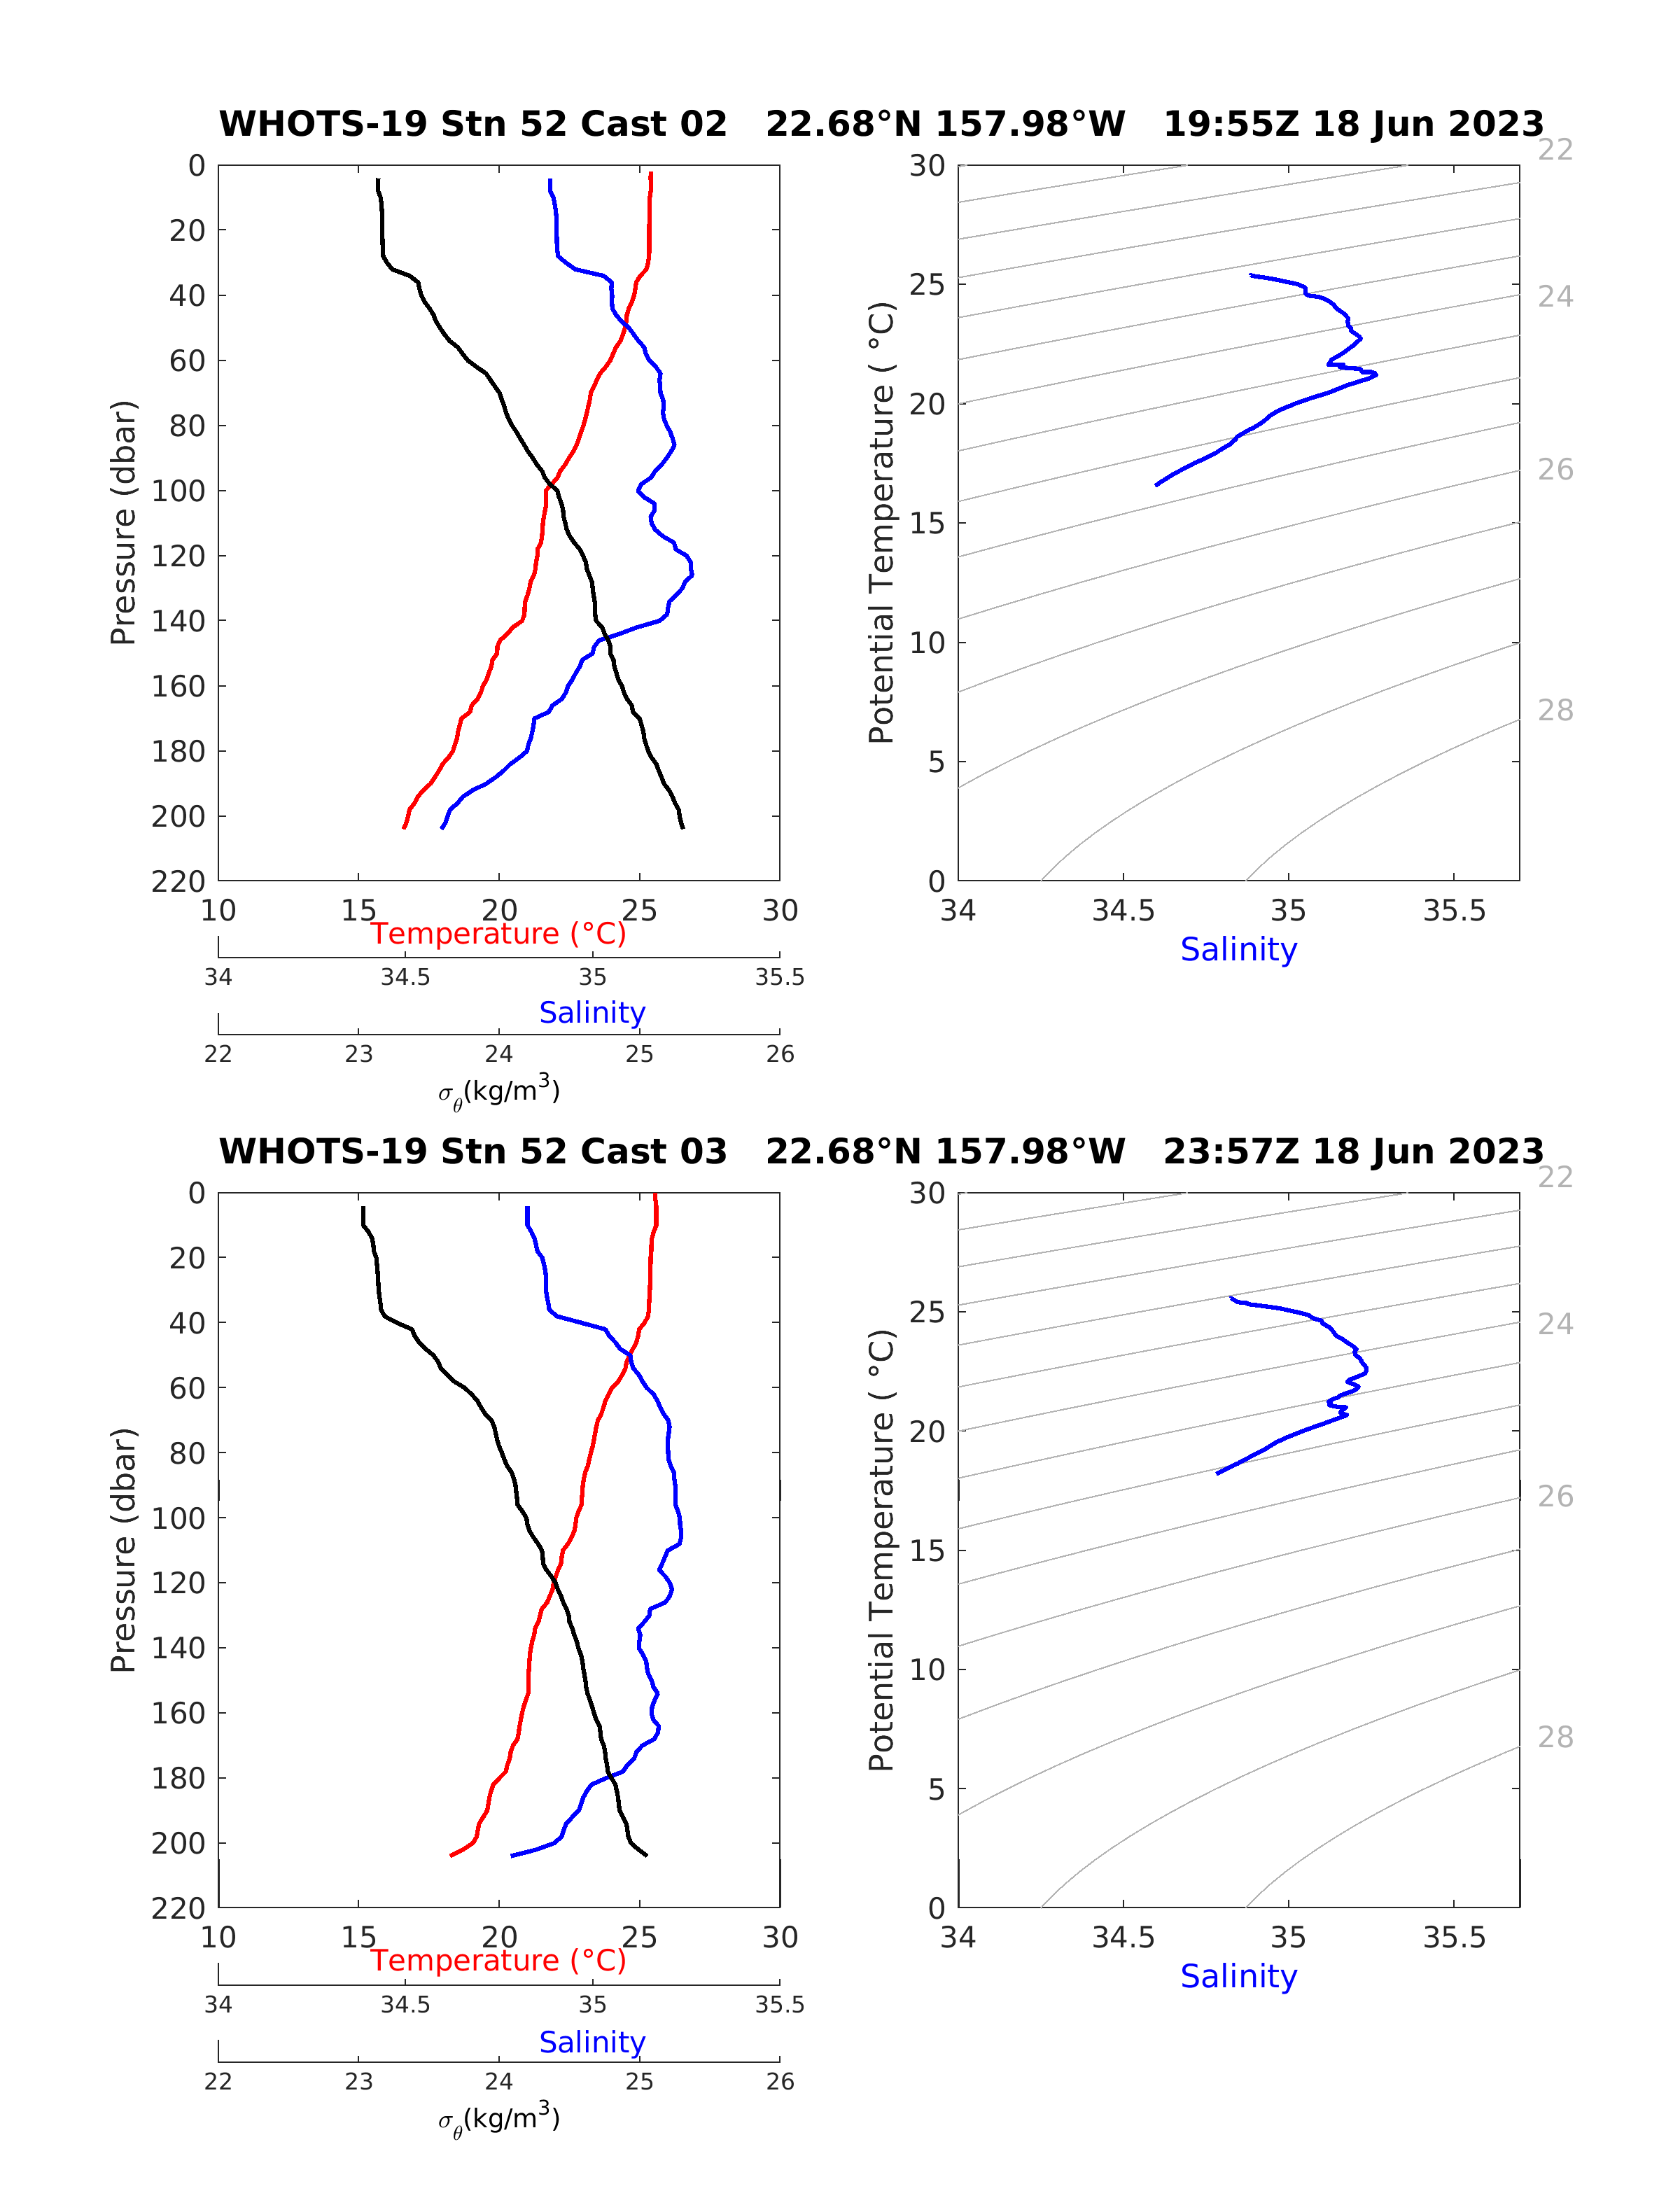 WHOTS-19 Stn 52 Cast 02   22.68°N 157.98°W   19:55Z 18 Jun 2023
0
20
40
60
80
100
120
140
160
180
200
220
Pressure (dbar)
10 15 20 25 30
Temperature (°C)
34 34.5 35 35.5
Salinity
22 23 24 25 26
σθ(kg/m3)
30
25
20
15
10
5
0
Potential Temperature ( °C)
34 34.5 35 35.5
Salinity
22
24
26
28
WHOTS-19 Stn 52 Cast 03   22.68°N 157.98°W   23:57Z 18 Jun 2023
0
20
40
60
80
100
120
140
160
180
200
220
Pressure (dbar)
10 15 20 25 30
Temperature (°C)
34 34.5 35 35.5
Salinity
22 23 24 25 26
σθ(kg/m3)
30
25
20
15
10
5
0
Potential Temperature ( °C)
34 34.5 35 35.5
Salinity
22
24
26
28